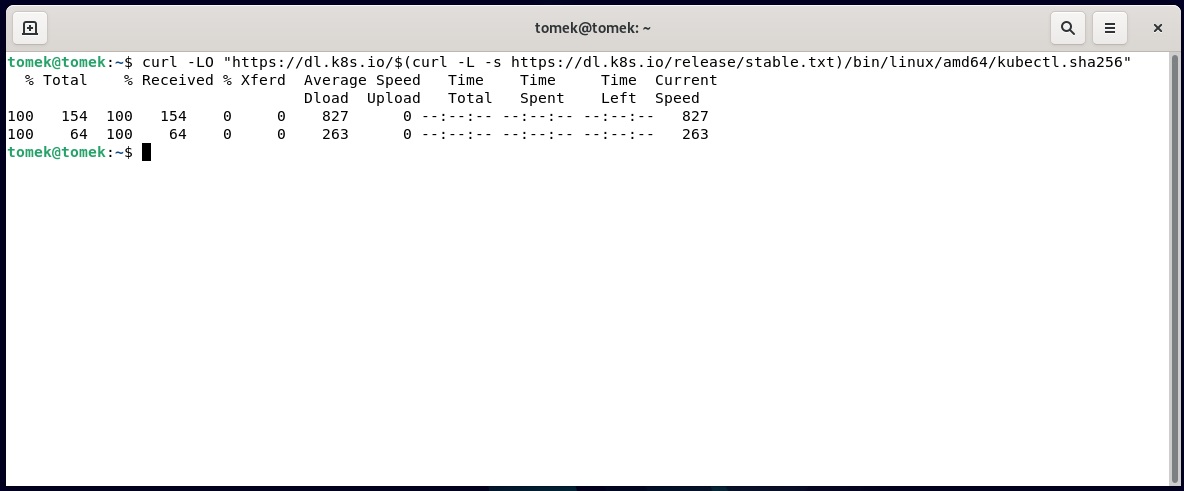 tomek@tomek: ~
tomek@tomek:~$ curl -LO "https://dl.k8s.io/$(curl -L -s https://dl.k8s.io/release/stable.txt)/bin/linux/amd64/kubectl.sha256"
  % Total    % Received % Xferd  Average Speed   Time    Time     Time  Current
                                 Dload  Upload   Total   Spent    Left  Speed
100   154  100   154    0     0    827      0 --:--:-- --:--:-- --:--:--   827
100    64  100    64    0     0    263      0 --:--:-- --:--:-- --:--:--   263
tomek@tomek:~$